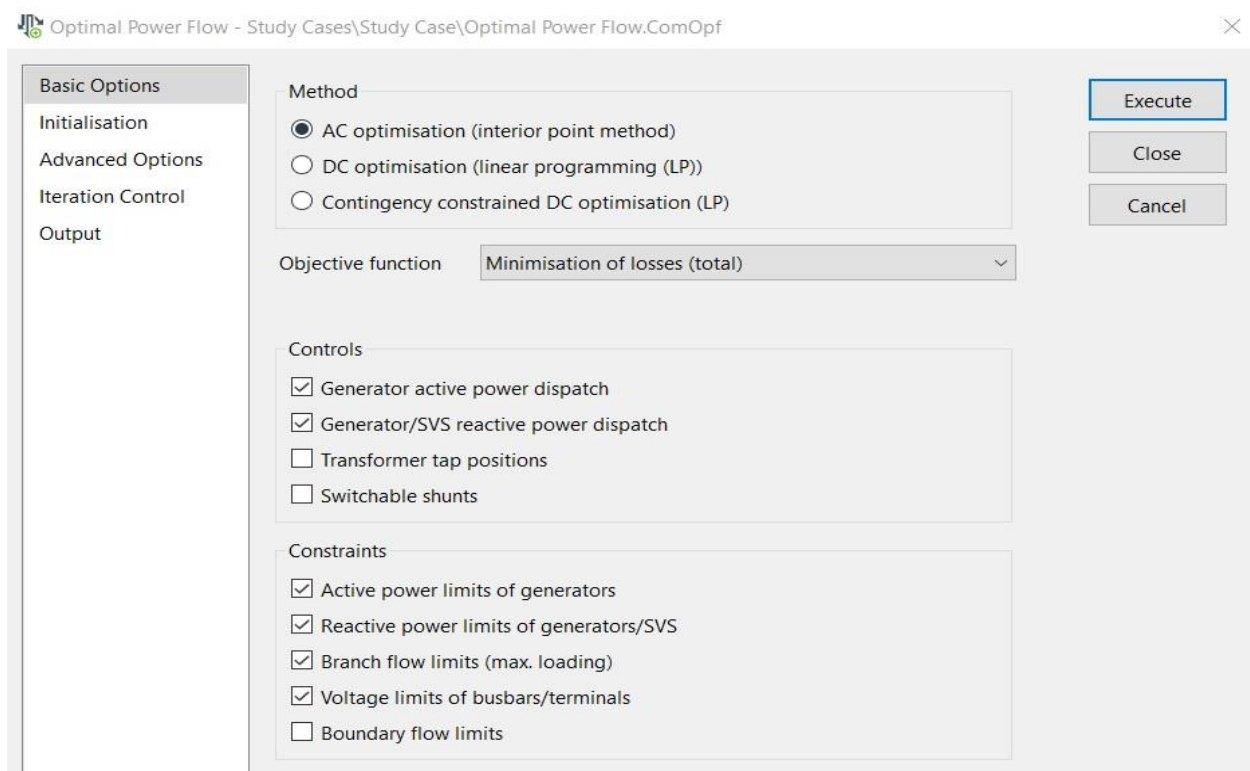 Optimal Power Flow - Study Cases\Study Case\Optimal Power Flow.ComOpf
Basic Options
Initialisation
Advanced Options
Iteration Control
Output
Method
AC optimisation (interior point method)
DC optimisation (linear programming (LP))
Contingency constrained DC optimisation (LP)
Objective function Minimisation of losses (total)
Controls
Generator active power dispatch
Generator/SVS reactive power dispatch
Transformer tap positions
Switchable shunts
Constraints
Active power limits of generators
Reactive power limits of generators/SVS
Branch flow limits (max. loading)
Voltage limits of busbars/terminals
Boundary flow limits
Execute
Close
Cancel